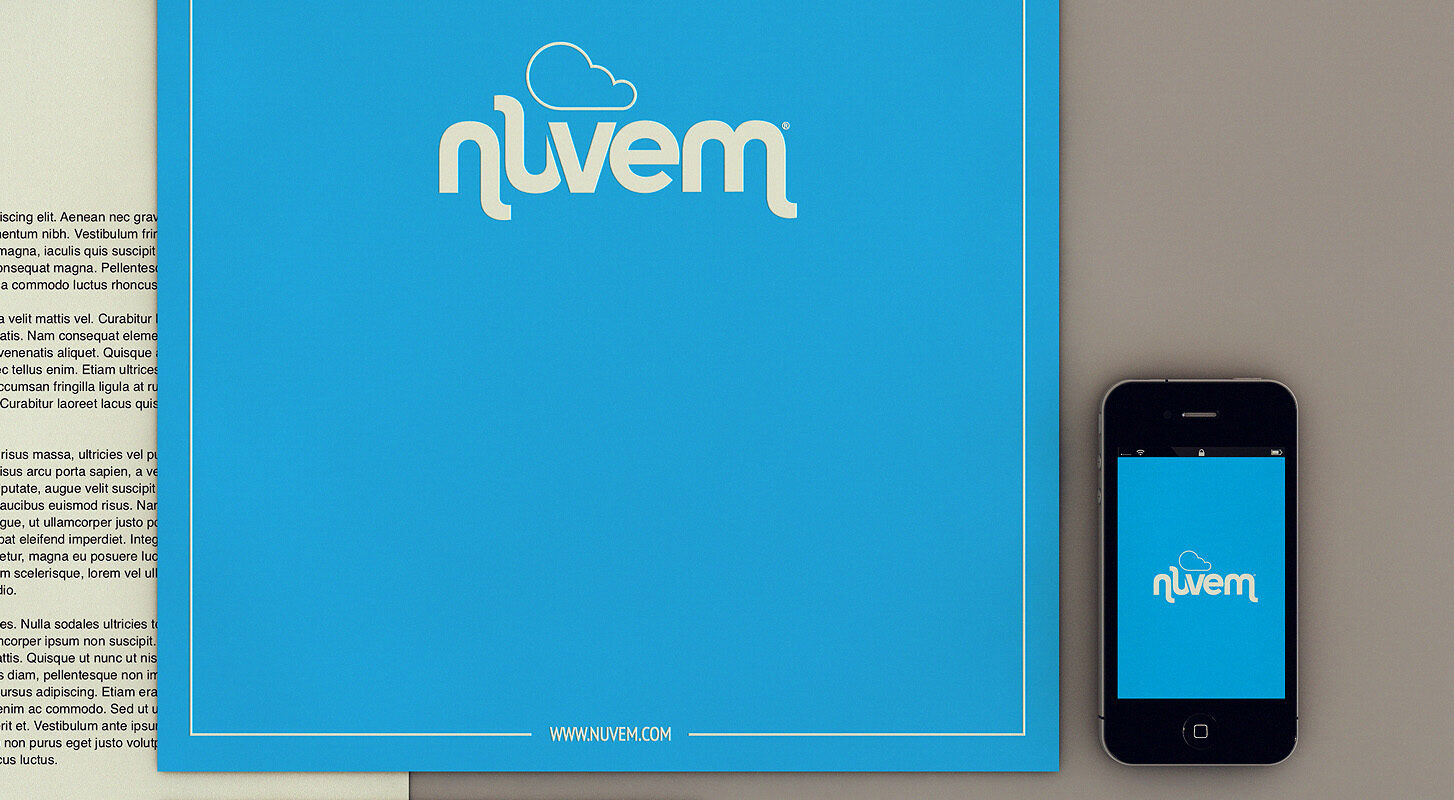 iscing elit. Aenean nec grav
entum nibh. Vestibulum frin
magna, iaculis quis suscipit
onsequat magna. Pellentesq
a commodo luctus rhoncus
a velit mattis vel. Curabitur
atis. Nam consequat eleme
venenatis aliquet. Quisque a
ec tellus enim. Etiam ultrices
ccumsan fringilla ligula at ru
Curabitur laoreet lacus quis
risus massa, ultricies vel pu
isus arcu porta sapien, a ve
putate, augue velit suscipit
aucibus euismod risus. Nar
gue, ut ullamcorper justo po
pat eleifend imperdiet. Integ
etur, magna eu posuere luc
m scelerisque, lorem vel ull
dio.
es. Nulla sodales ultricies to
ncorper ipsum non suscipit.
attis. Quisque ut nunc ut nis
s diam, pellentesque non im
ursus adipiscing. Etiam era
enim ac commodo. Sed ut u
rit et. Vestibulum ante ipsu
non purus eget justo volutp
cus luctus.
nuvem®
WWW.NUVEM.COM
nuvem